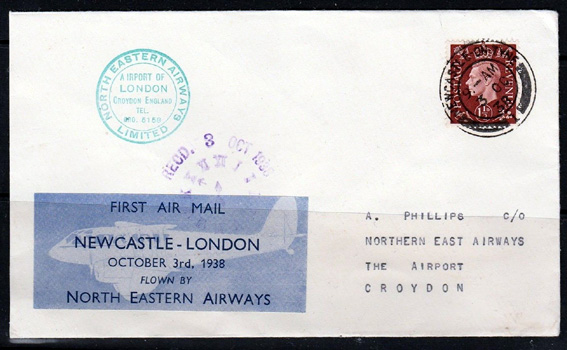 NORTH EASTERN AIRWAYS
LIMITED
AIRPORT OF
LONDON
CROYDON ENGLAND
TEL.
RECD. 3 OCT 1938
FIRST AIR MAIL
NEWCASTLE-LONDON
OCTOBER 3rd, 1938
FLOWN BY
NORTH EASTERN AIRWAYS
A. PHILLIPS c/o
NORTHERN EAST AIRWAYS
THE AIRPORT
CROYDON